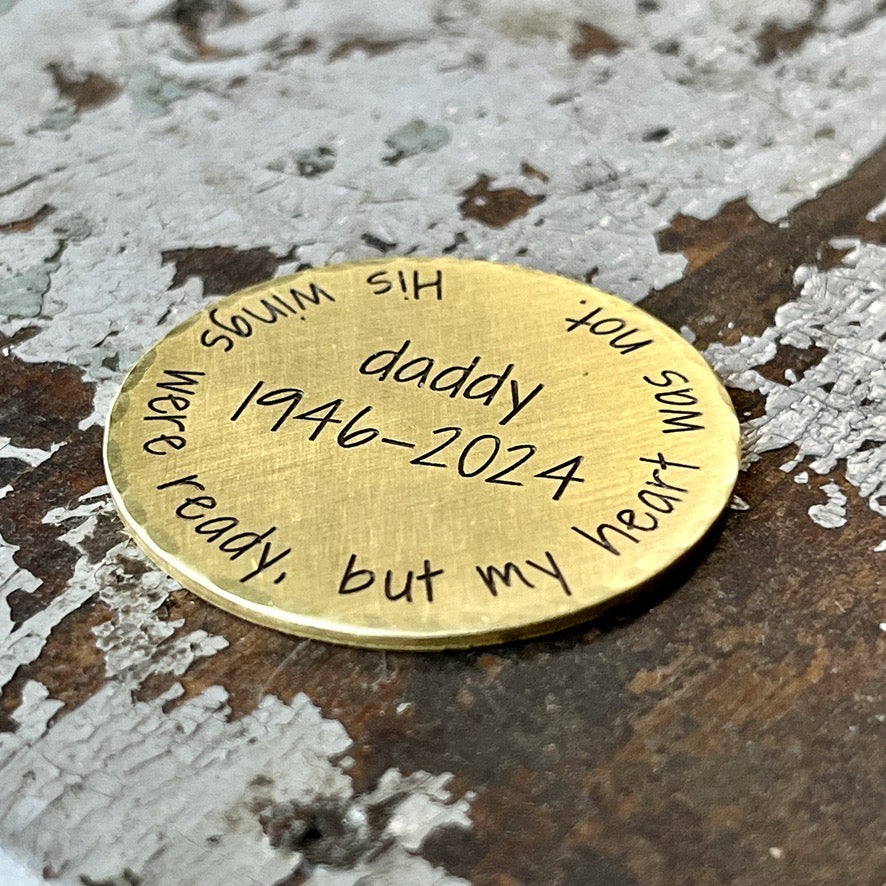 His wings were ready, but my heart was not.
daddy
1946-2024